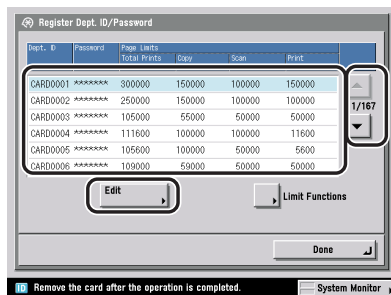 Register Dept. ID/Password
Dept. ID Password Page Limits
Total Prints Copy Scan Print
CARD0001 ******* 300000 150000 100000 150000
CARD0002 ******* 250000 150000 100000 100000
CARD0003 ******* 105000 55000 50000 50000
CARD0004 ******* 111600 100000 100000 11600
CARD0005 ******* 105600 100000 50000 5600
CARD0006 ******* 109000 59000 50000 50000
1/167
Edit
Limit Functions
Done
ID Remove the card after the operation is completed. System Monitor